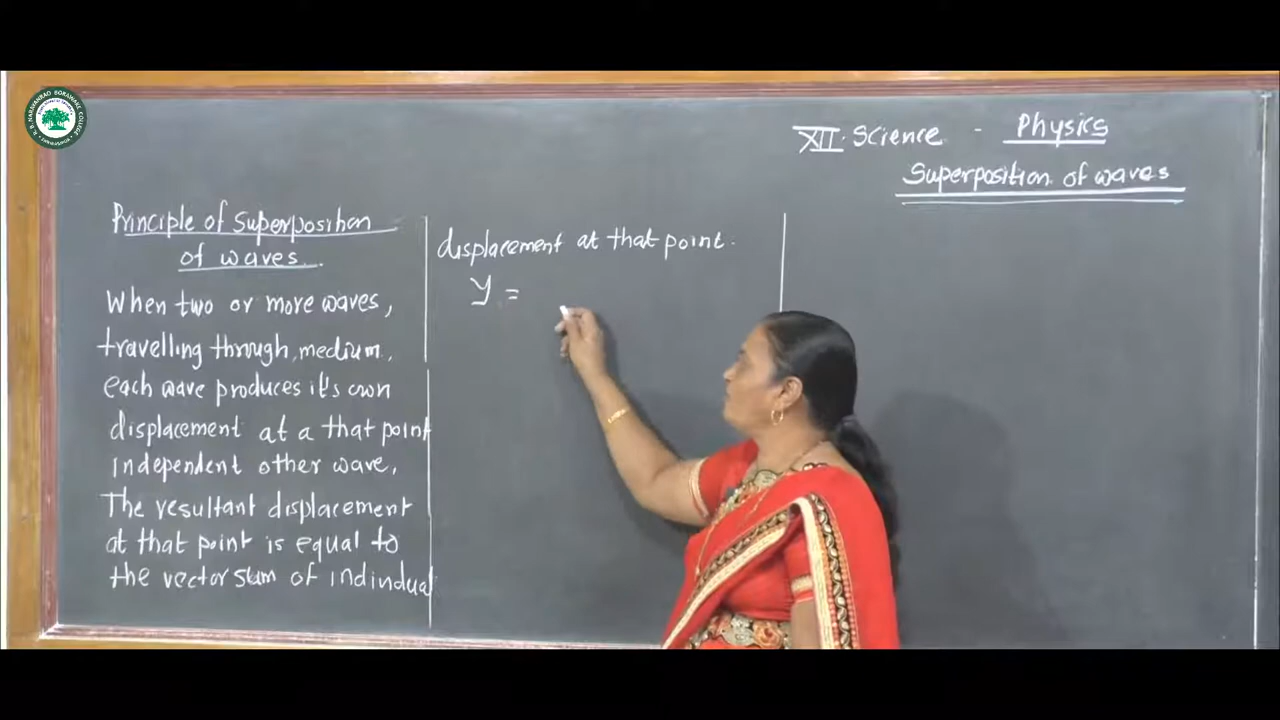 XII. Science - Physics
Superposition of waves
Principle of Superposition
of waves.
When two or more waves,
travelling through, medium,
each wave produces it's own
displacement at a that point
independent other wave,
The resultant displacement
at that point is equal to
the vector sum of indindual
displacement at that point.
Y =